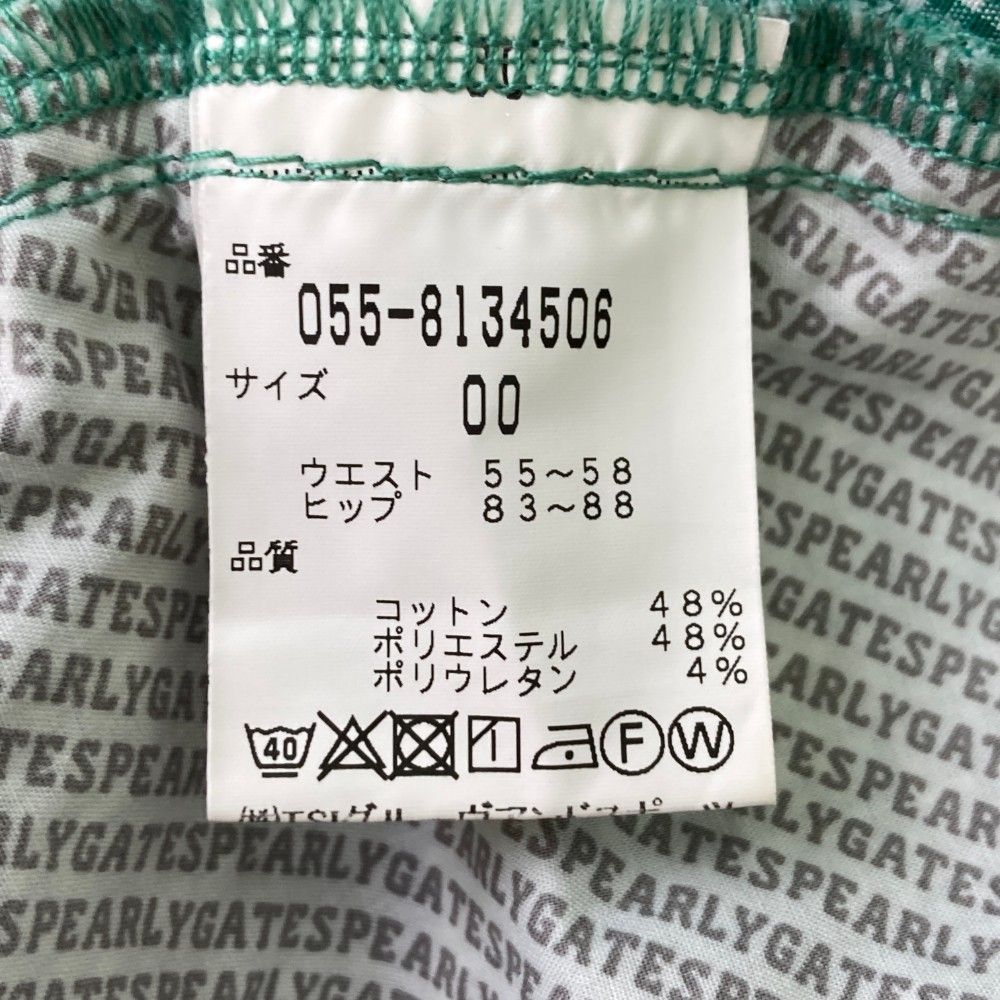 品番
055-8134506
サイズ
00
ウエスト 55～58
ヒップ 83～88
品質
コットン 48%
ポリエステル 48%
ポリウレタン 4%
40 F W
PEARLYGATESPEARLYGATES